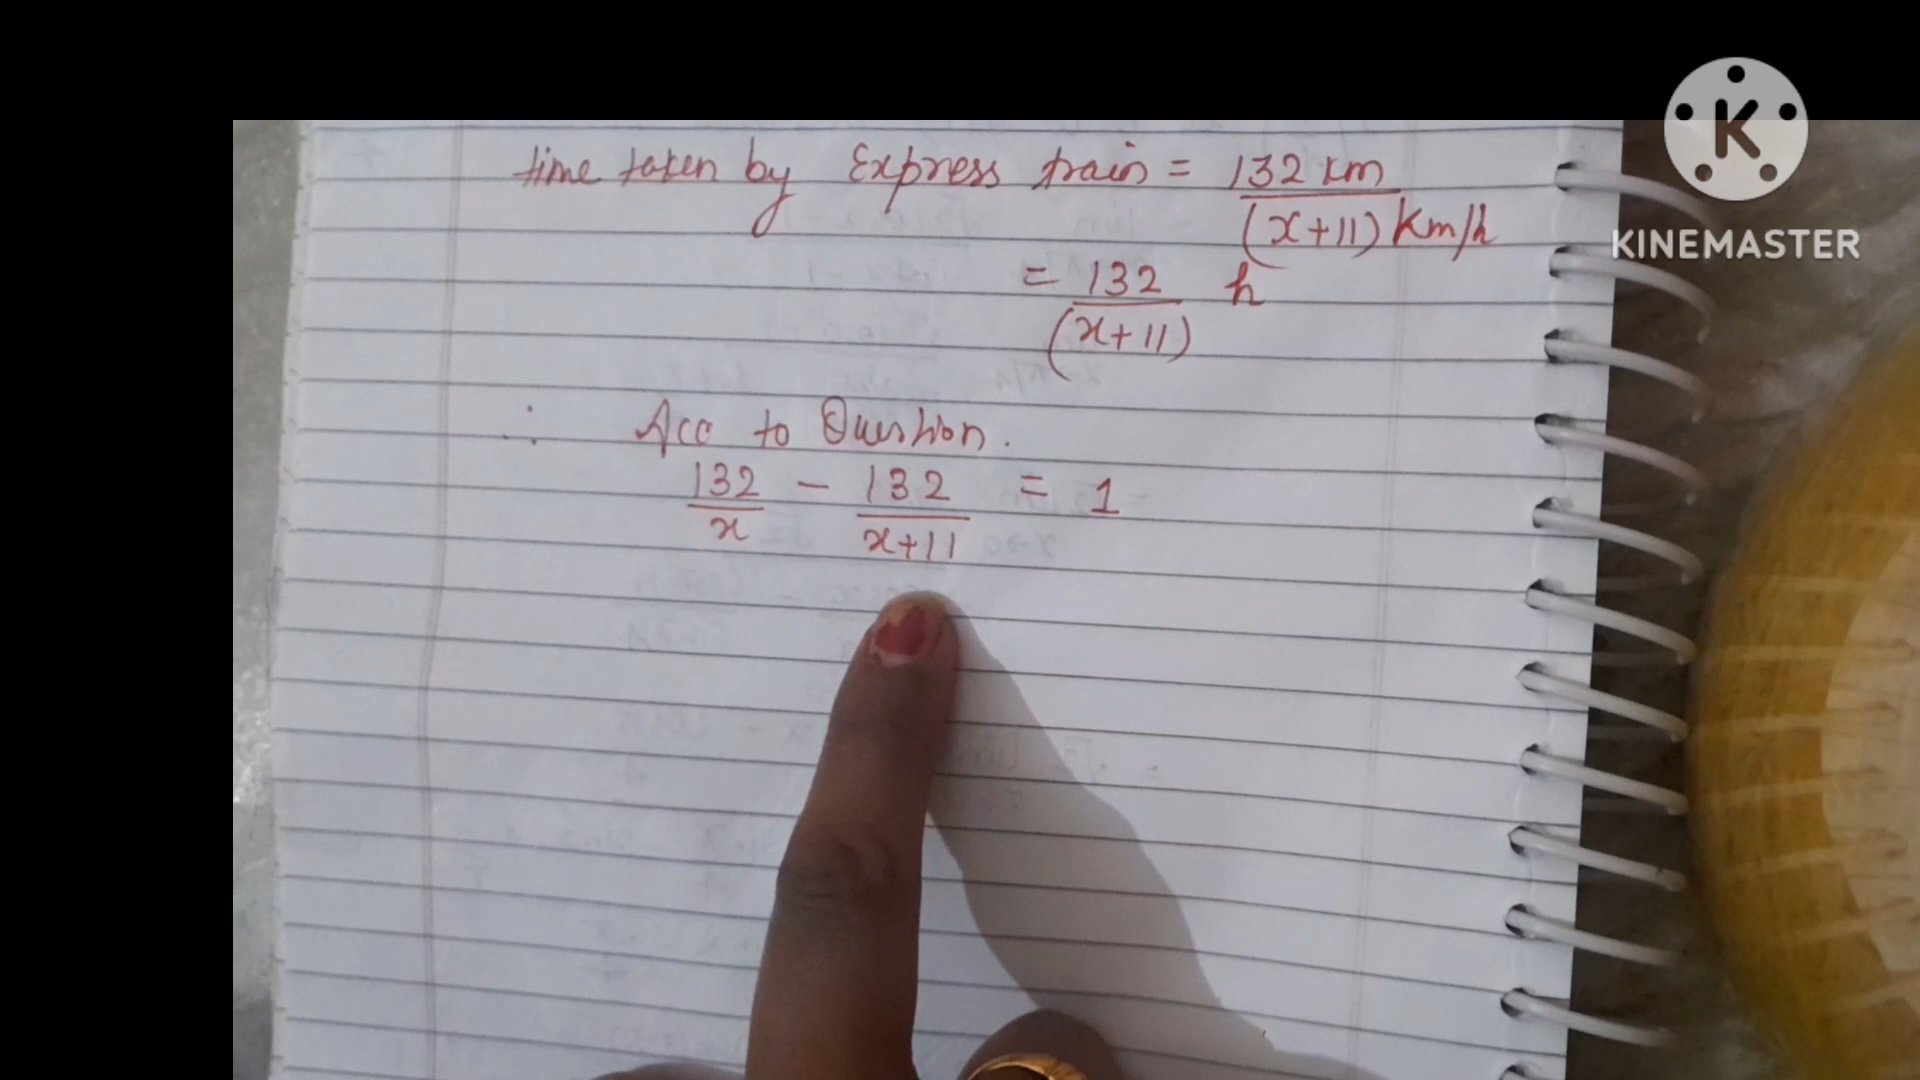 time taken by Express train = 132 km
(x+11) Km/h
= 132 h
(x+11)
∴ Acc to Question.
132 - 132 = 1
x x+11
K
KINEMASTER